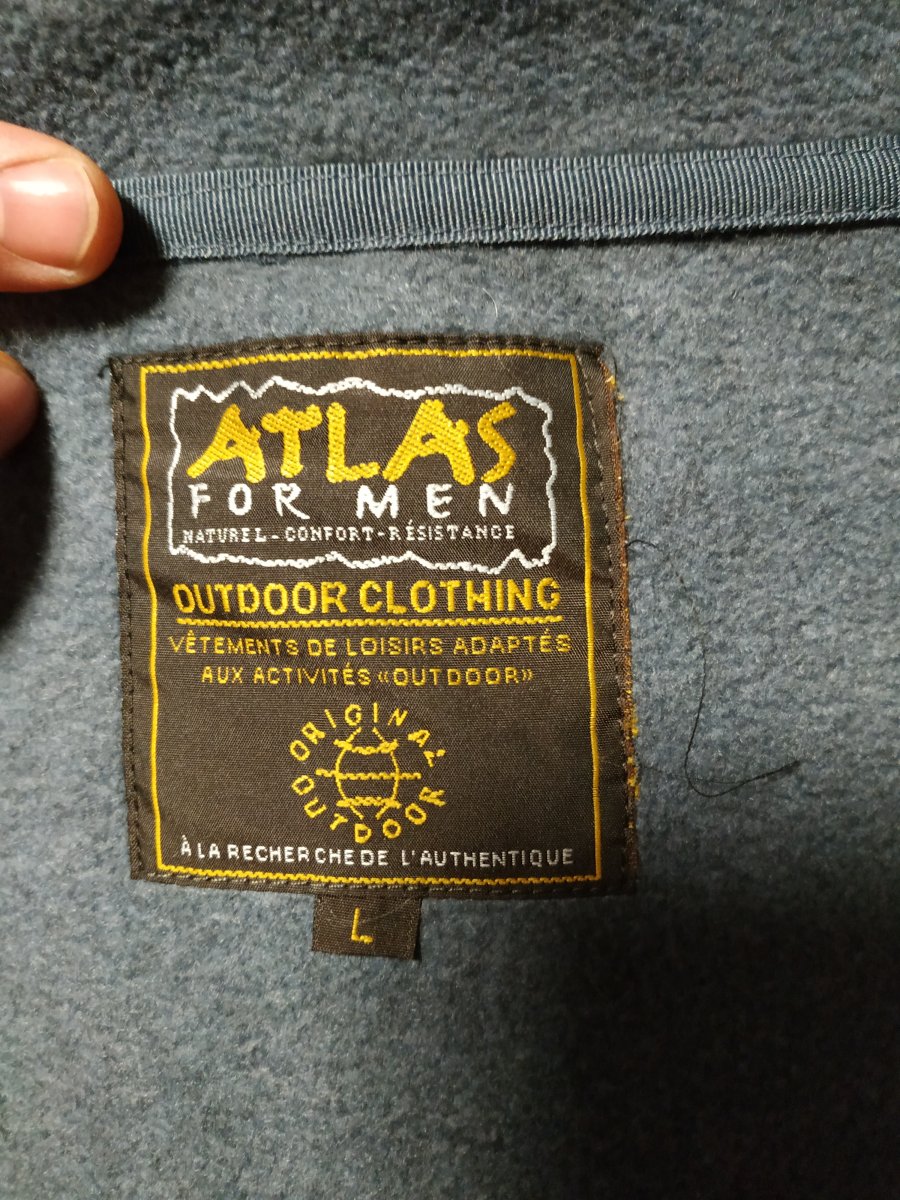 ATLAS
FOR MEN
NATUREL - CONFORT - RÉSISTANCE
OUTDOOR CLOTHING
VÊTEMENTS DE LOISIRS ADAPTÉS
AUX ACTIVITÉS «OUTDOOR»
ORIGINAL
OUTDOOR
À LA RECHERCHE DE L'AUTHENTIQUE
L